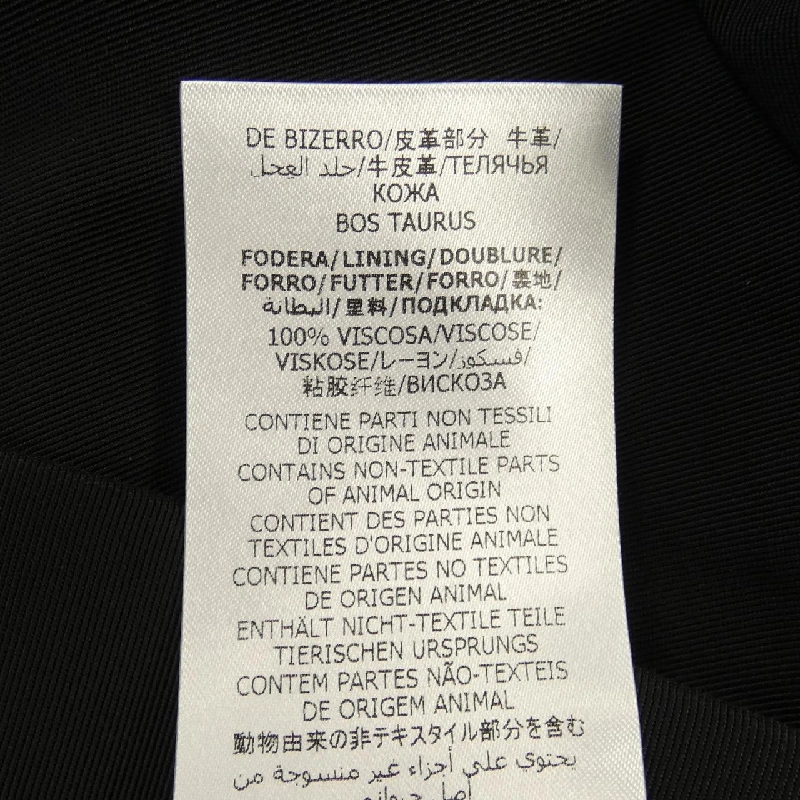 DE BIZERRO/皮革部分 牛革/
جلد العجل/牛皮革/ТЕЛЯЧЬЯ
КОЖА
BOS TAURUS
FODERA/LINING/DOUBLURE/
FORRO/FUTTER/FORRO/裏地/
البطانة/里料/ПОДКЛАДКА:
100% VISCOSA/VISCOSE/
VISKOSE/レーヨン/فسكوز/
粘胶纤维/ВИСКОЗА
CONTIENE PARTI NON TESSILI
DI ORIGINE ANIMALE
CONTAINS NON-TEXTILE PARTS
OF ANIMAL ORIGIN
CONTIENT DES PARTIES NON
TEXTILES D'ORIGINE ANIMALE
CONTIENE PARTES NO TEXTILES
DE ORIGEN ANIMAL
ENTHÄLT NICHT-TEXTILE TEILE
TIERISCHEN URSPRUNGS
CONTEM PARTES NÃO-TEXTEIS
DE ORIGEM ANIMAL
動物由来の非テキスタイル部分を含む
يحتوي على أجزاء غير منسوجة من
أصل حيواني